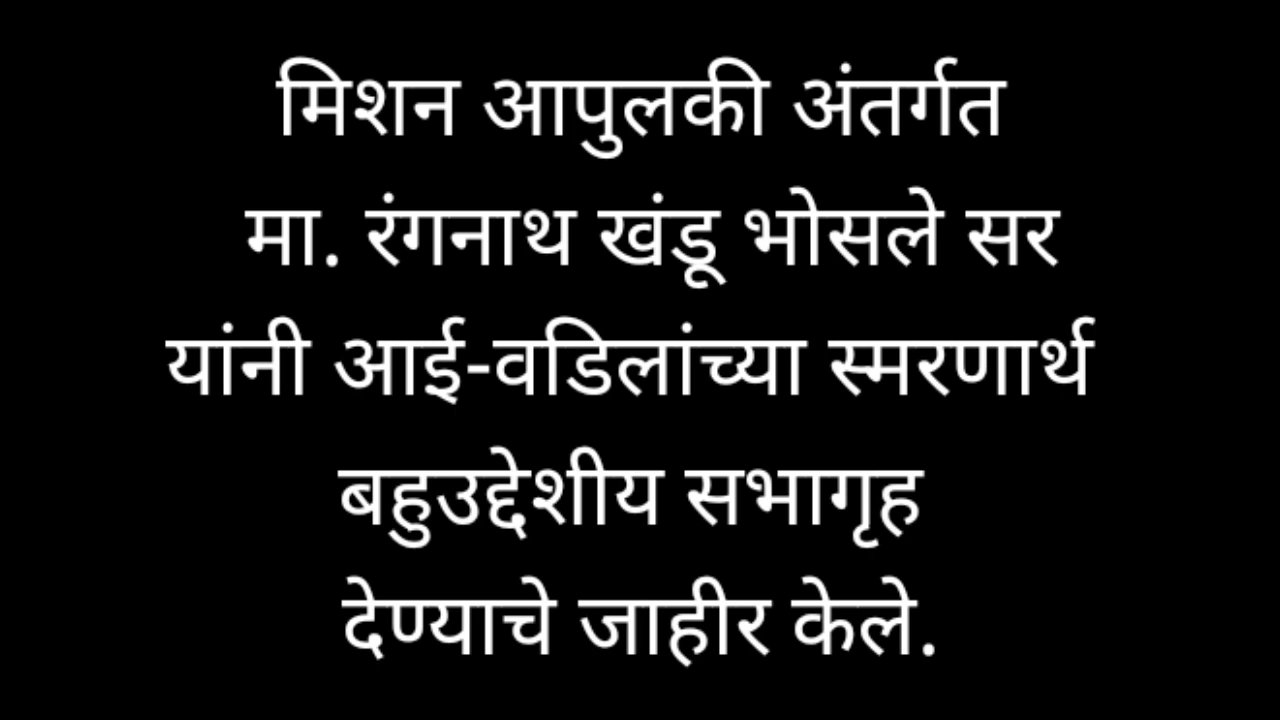 मिशन आपुलकी अंतर्गत
मा. रंगनाथ खंडू भोसले सर
यांनी आई-वडिलांच्या स्मरणार्थ
बहुउद्देशीय सभागृह
देण्याचे जाहीर केले.